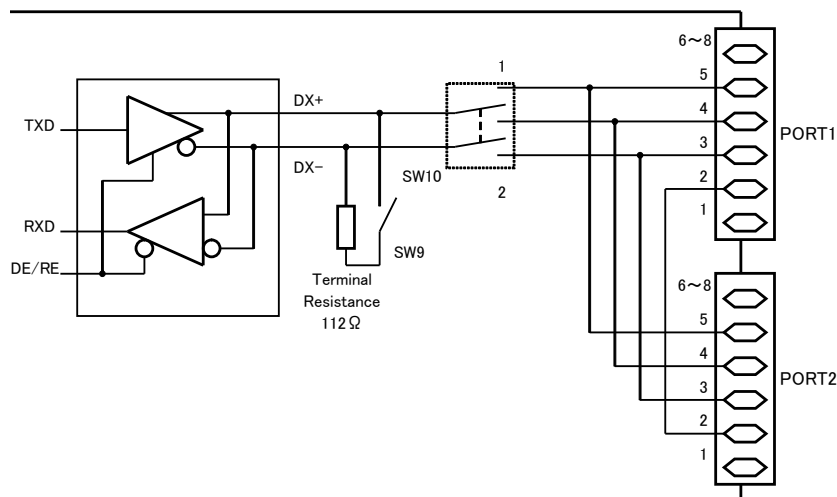 6～8
1
5
DX+
4
TXD
PORT1
3
DX−
2
SW10
2
1
RXD
SW9
DE/RE
Terminal
Resistance
112Ω
6～8
5
4
PORT2
3
2
1